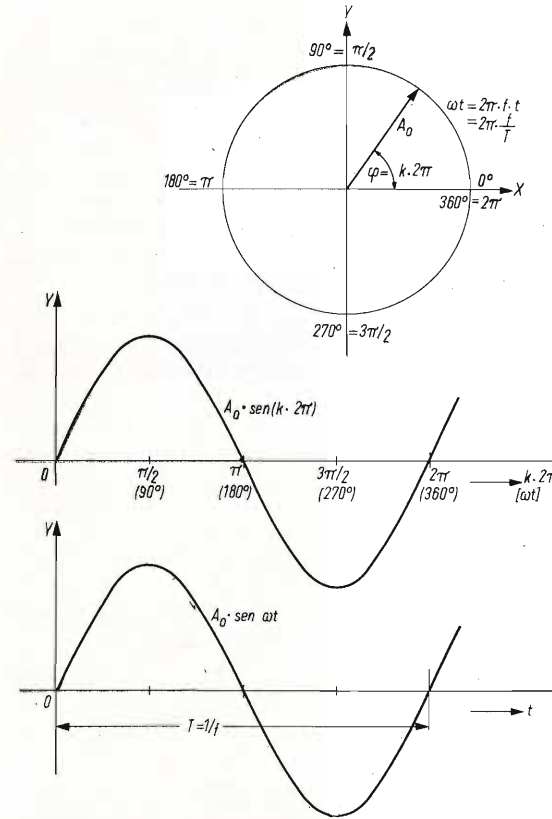 Y
90° = π/2
ωt = 2π · f · t
= 2π · f/T
A₀
φ = k · 2π
180° = π
0°
X
360° = 2π
270° = 3π/2
Y
A₀ · sen(k · 2π)
0
π/2
(90°)
π
(180°)
3π/2
(270°)
2π
(360°)
k · 2π
[ωt]
Y
A₀ · sen ωt
0
T = 1/f
t